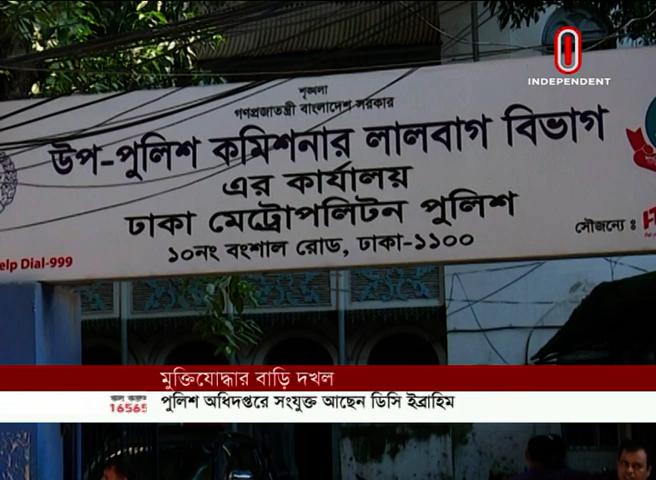 INDEPENDENT
শৃঙ্খলা
গণপ্রজাতন্ত্রী বাংলাদেশ সরকার
উপ-পুলিশ কমিশনার লালবাগ বিভাগ
এর কার্যালয়
ঢাকা মেট্রোপলিটন পুলিশ
সৌজন্যে :
১০নং বংশাল রোড, ঢাকা-১১০০
elp Dial-999
মুক্তিযোদ্ধার বাড়ি দখল
16565
পুলিশ অধিদপ্তরে সংযুক্ত আছেন ডিসি ইব্রাহিম